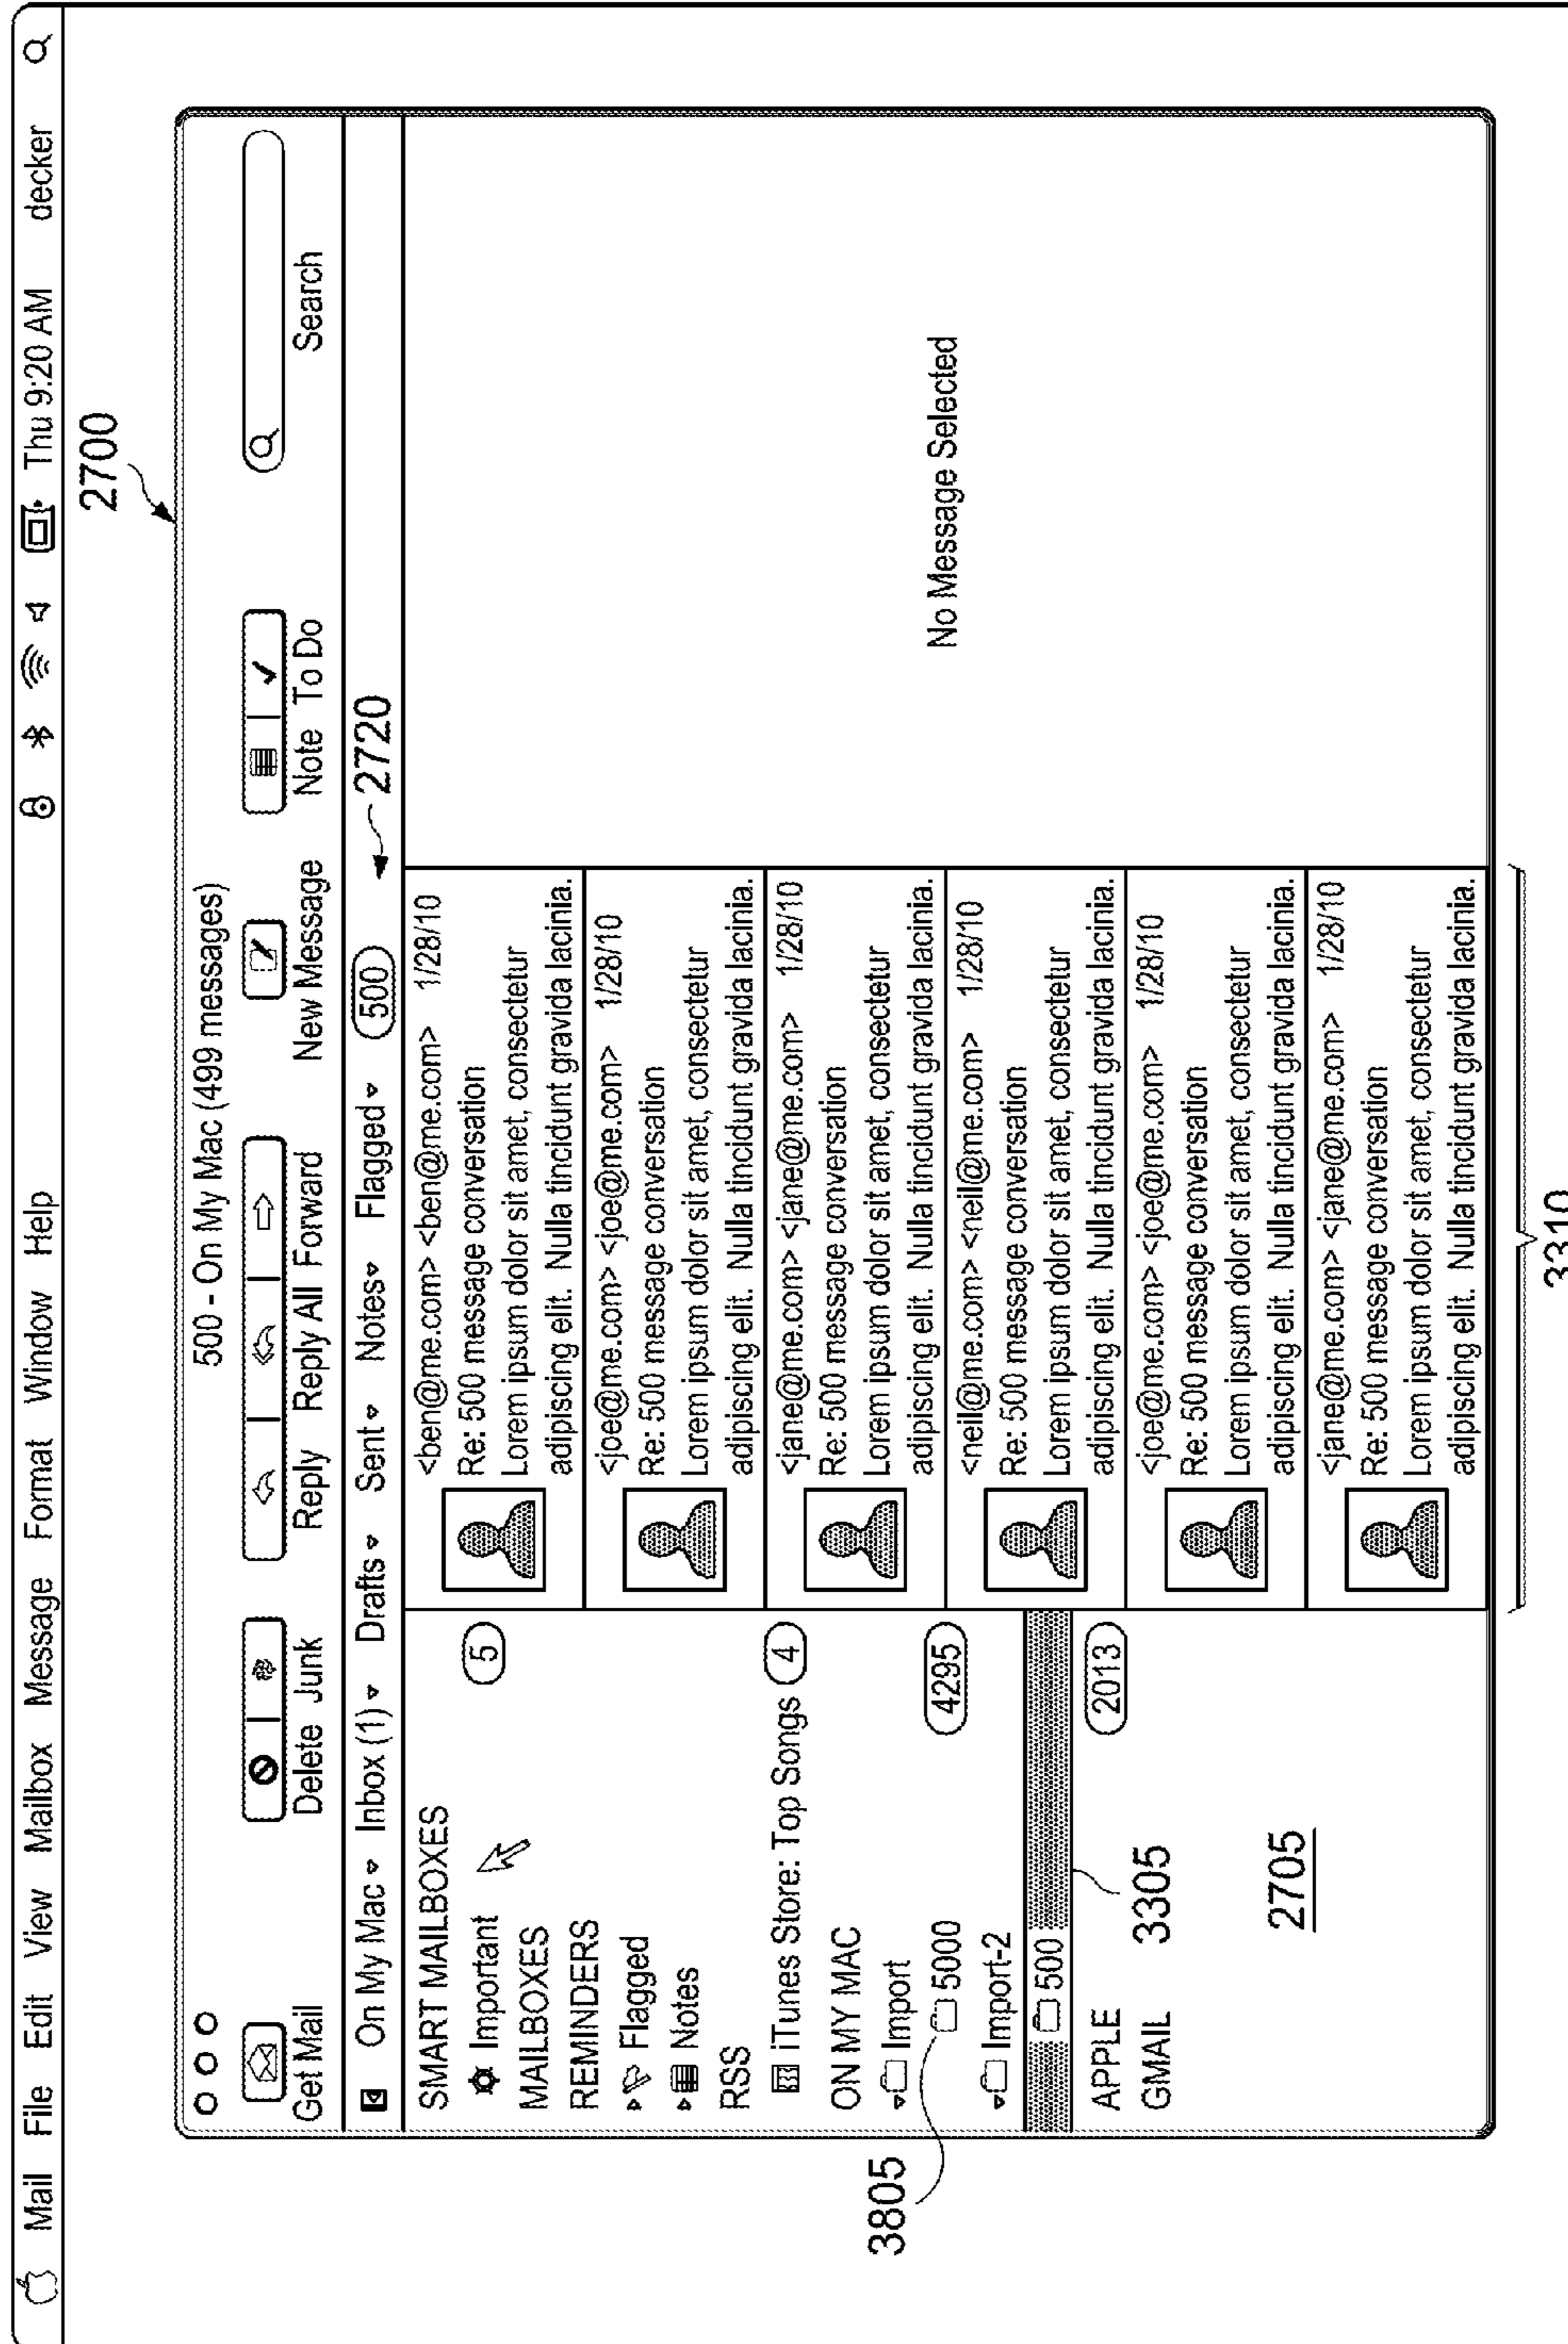 Mail File Edit View Mailbox Message Format Window Help Thu 9:20 AM decker
2700
500 - On My Mac (499 messages)
Get Mail Delete Junk Reply Reply All Forward New Message Note To Do Search
On My Mac Inbox (1) Drafts Sent Notes Flagged 500 2720
SMART MAILBOXES
Important 5
MAILBOXES
REMINDERS
Flagged
Notes
RSS
iTunes Store: Top Songs 4
ON MY MAC
Import
5000 4295
Import-2
500
APPLE 2013
GMAIL
3805
3305
2705
<ben@me.com> <ben@me.com> 1/28/10
Re: 500 message conversation
Lorem ipsum dolor sit amet, consectetur
adipiscing elit. Nulla tincidunt gravida lacinia.
<joe@me.com> <joe@me.com> 1/28/10
Re: 500 message conversation
Lorem ipsum dolor sit amet, consectetur
adipiscing elit. Nulla tincidunt gravida lacinia.
<jane@me.com> <jane@me.com> 1/28/10
Re: 500 message conversation
Lorem ipsum dolor sit amet, consectetur
adipiscing elit. Nulla tincidunt gravida lacinia.
<neil@me.com> <neil@me.com> 1/28/10
Re: 500 message conversation
Lorem ipsum dolor sit amet, consectetur
adipiscing elit. Nulla tincidunt gravida lacinia.
<joe@me.com> <joe@me.com> 1/28/10
Re: 500 message conversation
Lorem ipsum dolor sit amet, consectetur
adipiscing elit. Nulla tincidunt gravida lacinia.
<jane@me.com> <jane@me.com> 1/28/10
Re: 500 message conversation
Lorem ipsum dolor sit amet, consectetur
adipiscing elit. Nulla tincidunt gravida lacinia.
No Message Selected
3310